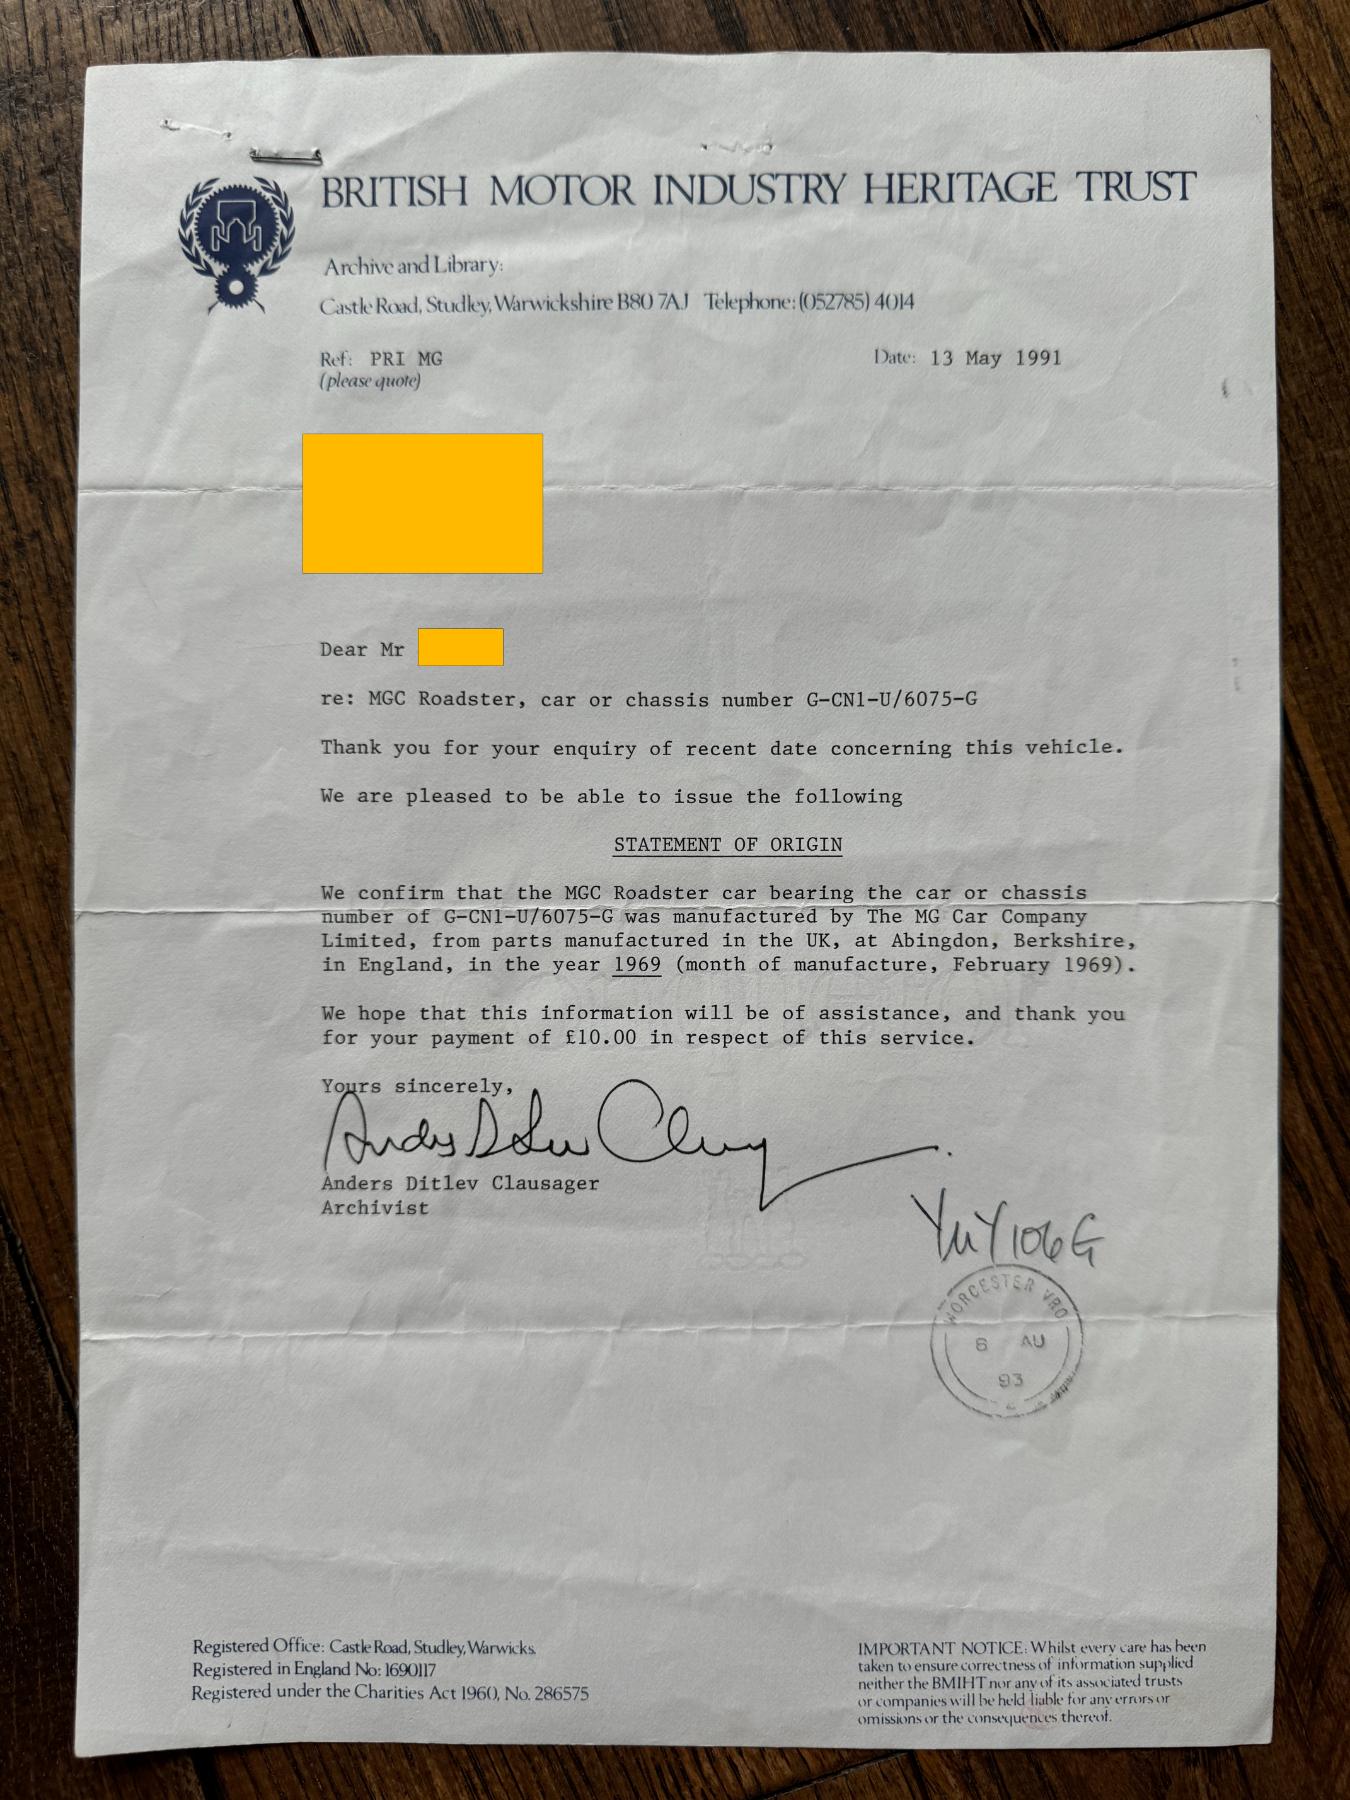 BRITISH MOTOR INDUSTRY HERITAGE TRUST
Archive and Library:
Castle Road, Studley, Warwickshire B80 7AJ Telephone: (052785) 4014
Ref: PRI MG
(please quote)
Date: 13 May 1991
Dear Mr
re: MGC Roadster, car or chassis number G-CN1-U/6075-G
Thank you for your enquiry of recent date concerning this vehicle.
We are pleased to be able to issue the following
STATEMENT OF ORIGIN
We confirm that the MGC Roadster car bearing the car or chassis
number of G-CN1-U/6075-G was manufactured by The MG Car Company
Limited, from parts manufactured in the UK, at Abingdon, Berkshire,
in England, in the year 1969 (month of manufacture, February 1969).
We hope that this information will be of assistance, and thank you
for your payment of £10.00 in respect of this service.
Yours sincerely,
Anders Ditlev Clausager
Archivist
YUY 106G
WORCESTER VRO
6 AU
93
Registered Office: Castle Road, Studley, Warwicks.
Registered in England No: 1690117
Registered under the Charities Act 1960, No. 286575
IMPORTANT NOTICE: Whilst every care has been
taken to ensure correctness of information supplied
neither the BMIHT nor any of its associated trusts
or companies will be held liable for any errors or
omissions or the consequences thereof.